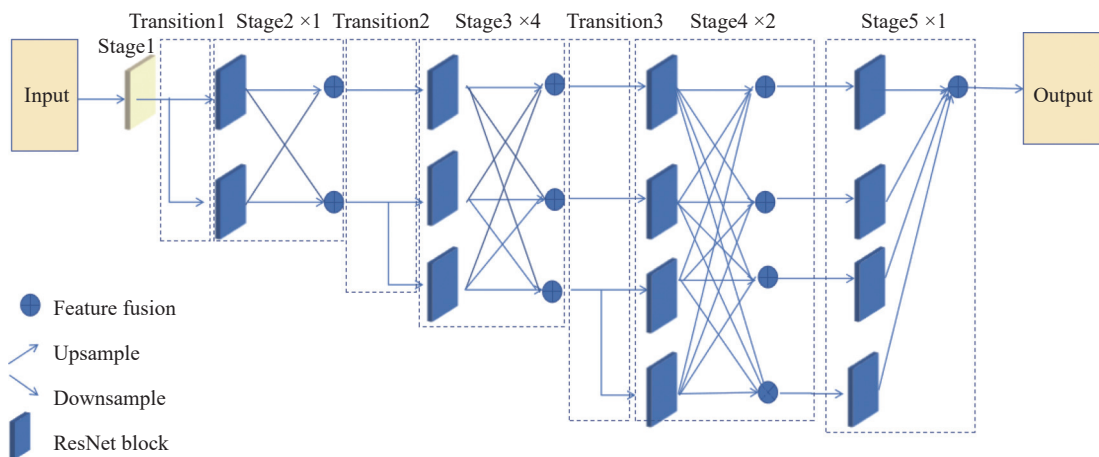 Transition1
Stage2 ×1
Transition2
Stage3 ×4
Transition3
Stage4 ×2
Stage5 ×1
Stage1
Input
Output
Feature fusion
Upsample
Downsample
ResNet block